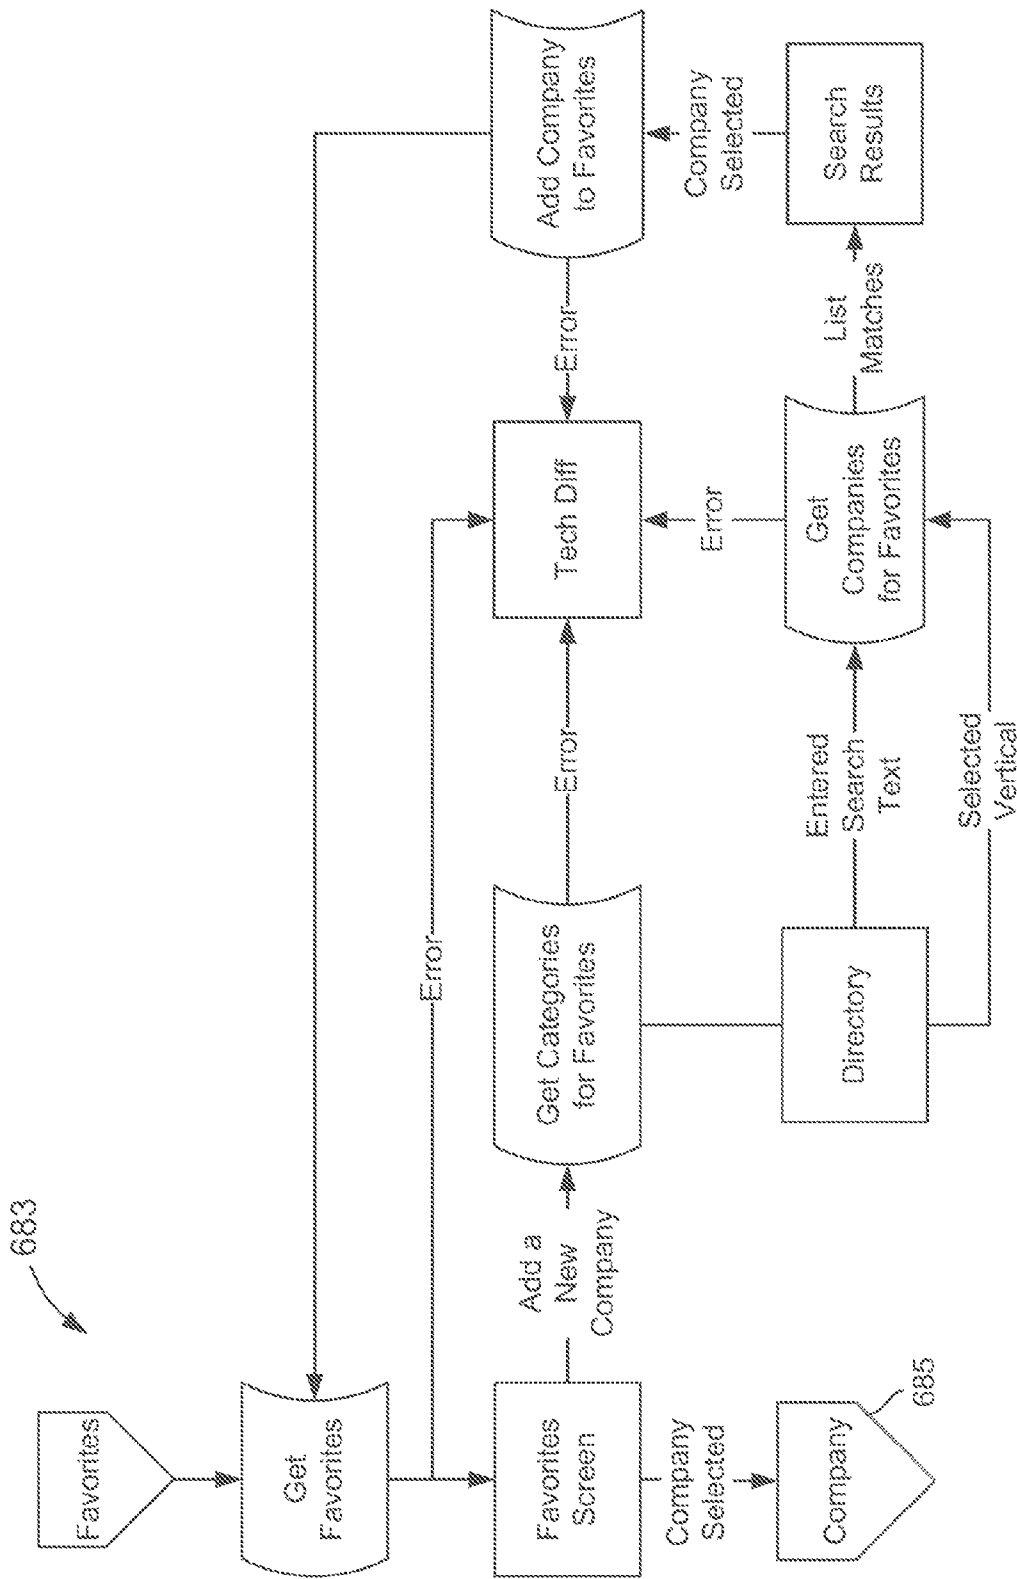 683
Favorites
Get
Favorites
Error
Favorites
Screen
Add a
New
Company
Company
Selected
Company
685
Get Categories
for Favorites
Error
Directory
Entered
Search
Text
Selected
Vertical
Tech Diff
Error
Get
Companies
for Favorites
Error
List
Matches
Add Company
to Favorites
Company
Selected
Search
Results